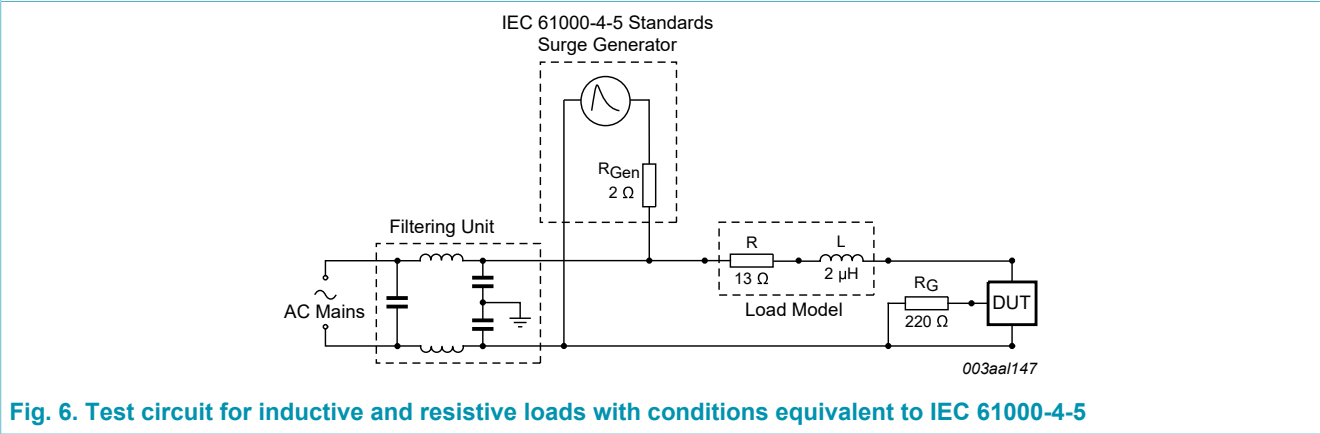 IEC 61000-4-5 Standards
Surge Generator
RGen
2 Ω
Filtering Unit
AC Mains
R
13 Ω
L
2 μH
Load Model
RG
220 Ω
DUT
003aal147
Fig. 6. Test circuit for inductive and resistive loads with conditions equivalent to IEC 61000-4-5